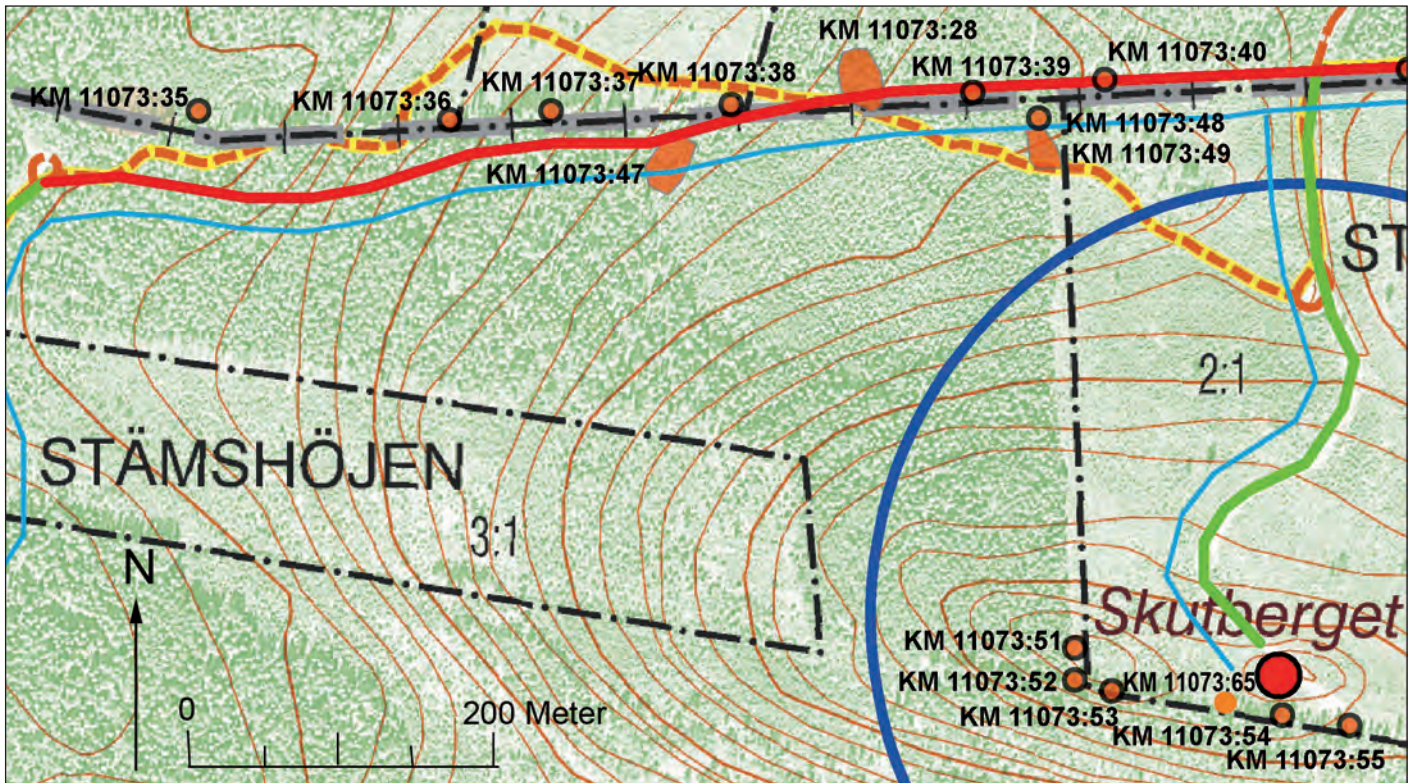 KM 11073:28
KM 11073:35
KM 11073:36
KM 11073:37
KM 11073:38
KM 11073:39
KM 11073:40
KM 11073:48
KM 11073:49
KM 11073:47
ST
2:1
STÄMSHÖJEN
3:1
N
Skutberget
KM 11073:51
KM 11073:52
KM 11073:65
KM 11073:53
KM 11073:54
KM 11073:55
0
200 Meter